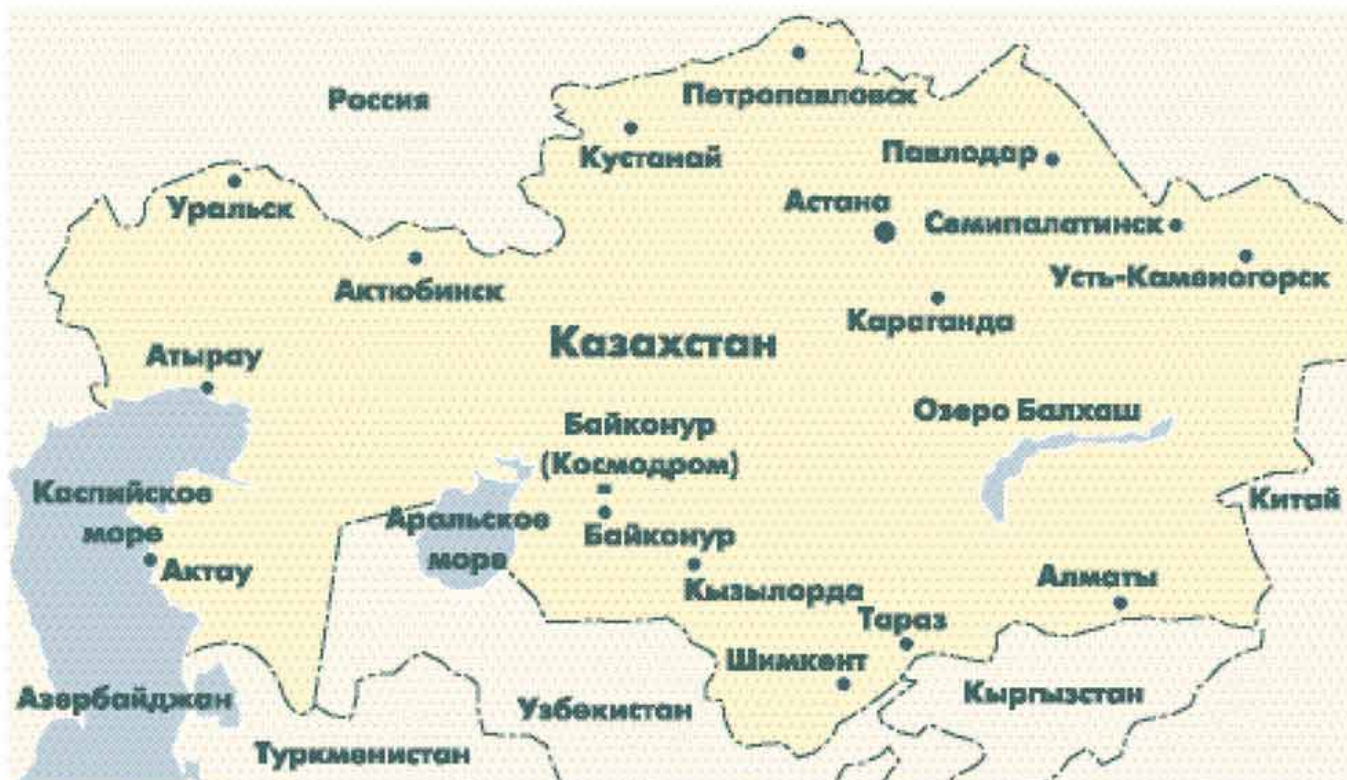 Россия
Петропавловск
Кустанай
Павлодар
Астана
Уральск
Семипалатинск
Усть-Каменогорск
Актюбинск
Караганда
Казахстан
Атырау
Озеро Балхаш
Байконур
(Космодром)
Каспийское
море
Китай
Аральское
море
Байконур
Актау
Алматы
Кызылорда
Тараз
Шимкент
Азербайджан
Кыргызстан
Узбекистан
Туркменистан